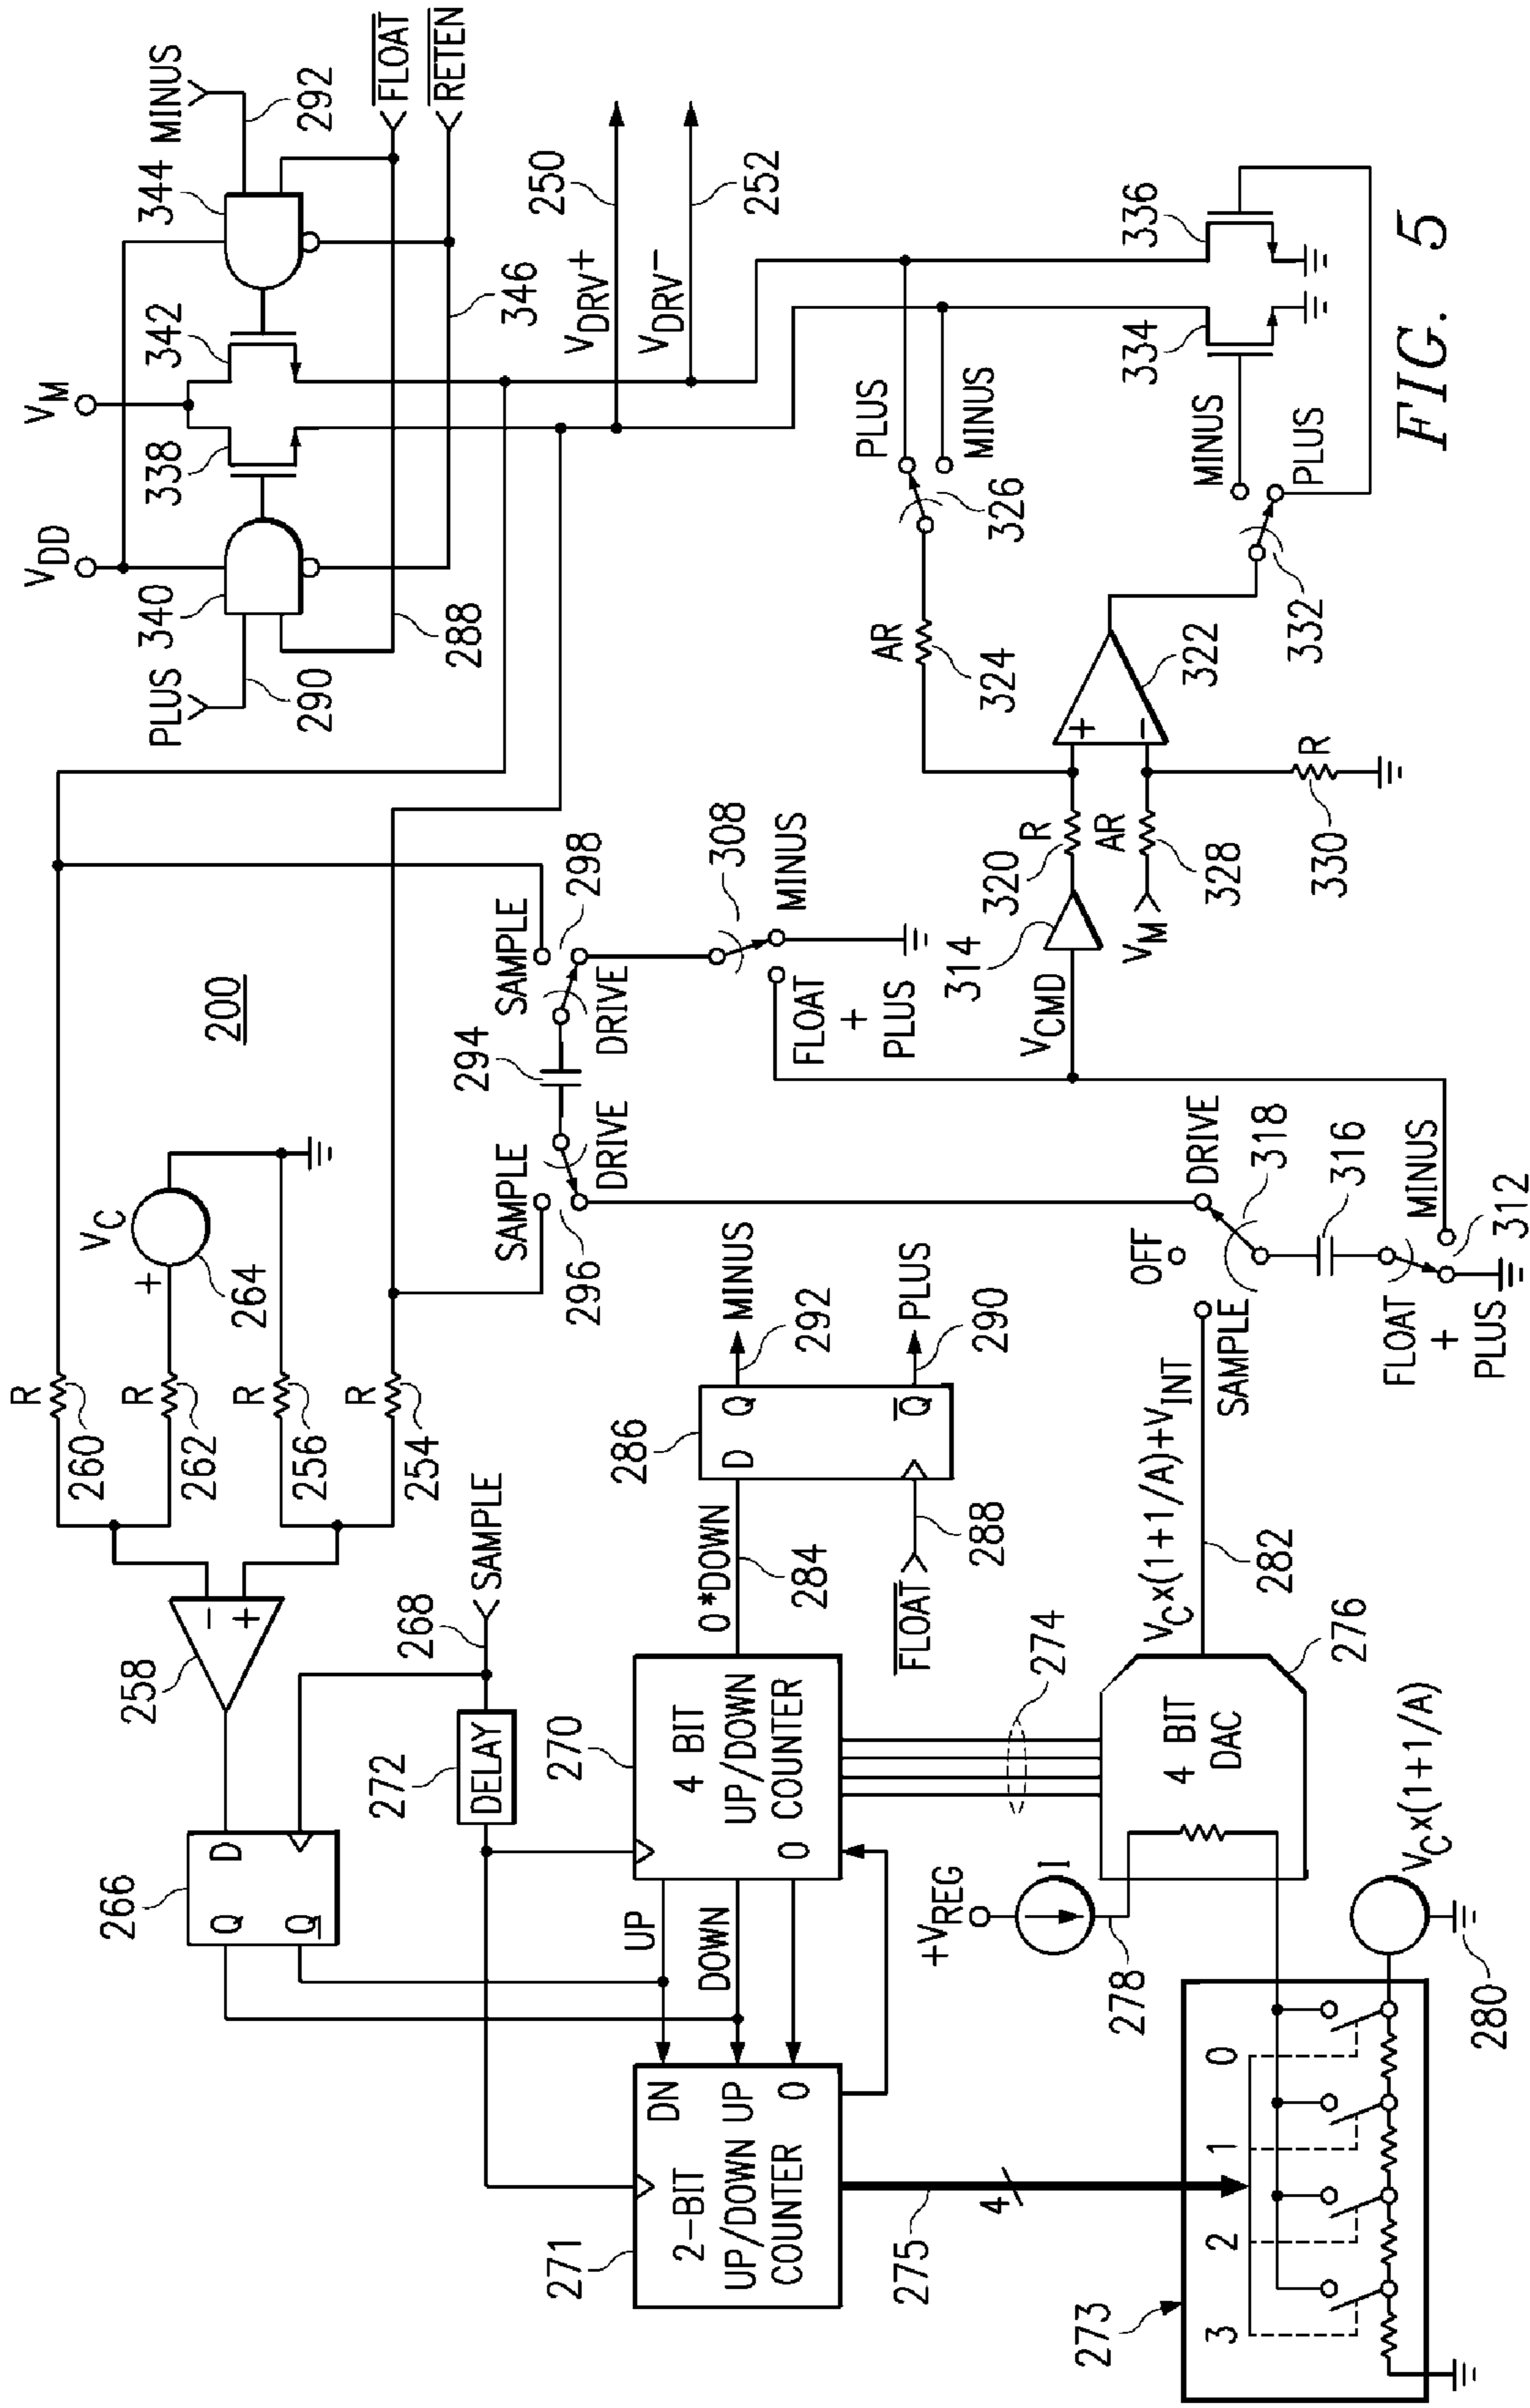 V_DD
V_M
R
260
V_C
PLUS
338
342
344
MINUS
266
258
R
262
+
264
200
290
340
292
Q
D
−
+
R
256
288
F̅L̅O̅A̅T̅
Q̅
R
254
R̅E̅T̅E̅N̅
272
268
SAMPLE
DELAY
SAMPLE
294
SAMPLE
298
346
V_DRV+
250
271
270
296
DRIVE
DRIVE
V_DRV−
252
2-BIT
UP/DOWN
COUNTER
DN
UP
0
UP
DOWN
4 BIT
UP/DOWN
COUNTER
0
0*DOWN
284
286
D
Q
Q̅
MINUS
292
308
MINUS
275
4
+V_REG
278
I
F̅L̅O̅A̅T̅
288
PLUS
290
FLOAT
+
PLUS
AR
324
PLUS
MINUS
326
274
314
320
R
273
3
2
1
0
4 BIT
DAC
V_Cx(1+1/A)+V_INT
282
OFF
SAMPLE
DRIVE
V_CMD
+
−
322
V_M
AR
328
MINUS
334
336
276
318
316
PLUS
332
V_Cx(1+1/A)
280
FLOAT
+
PLUS
MINUS
312
330
R
FIG. 5